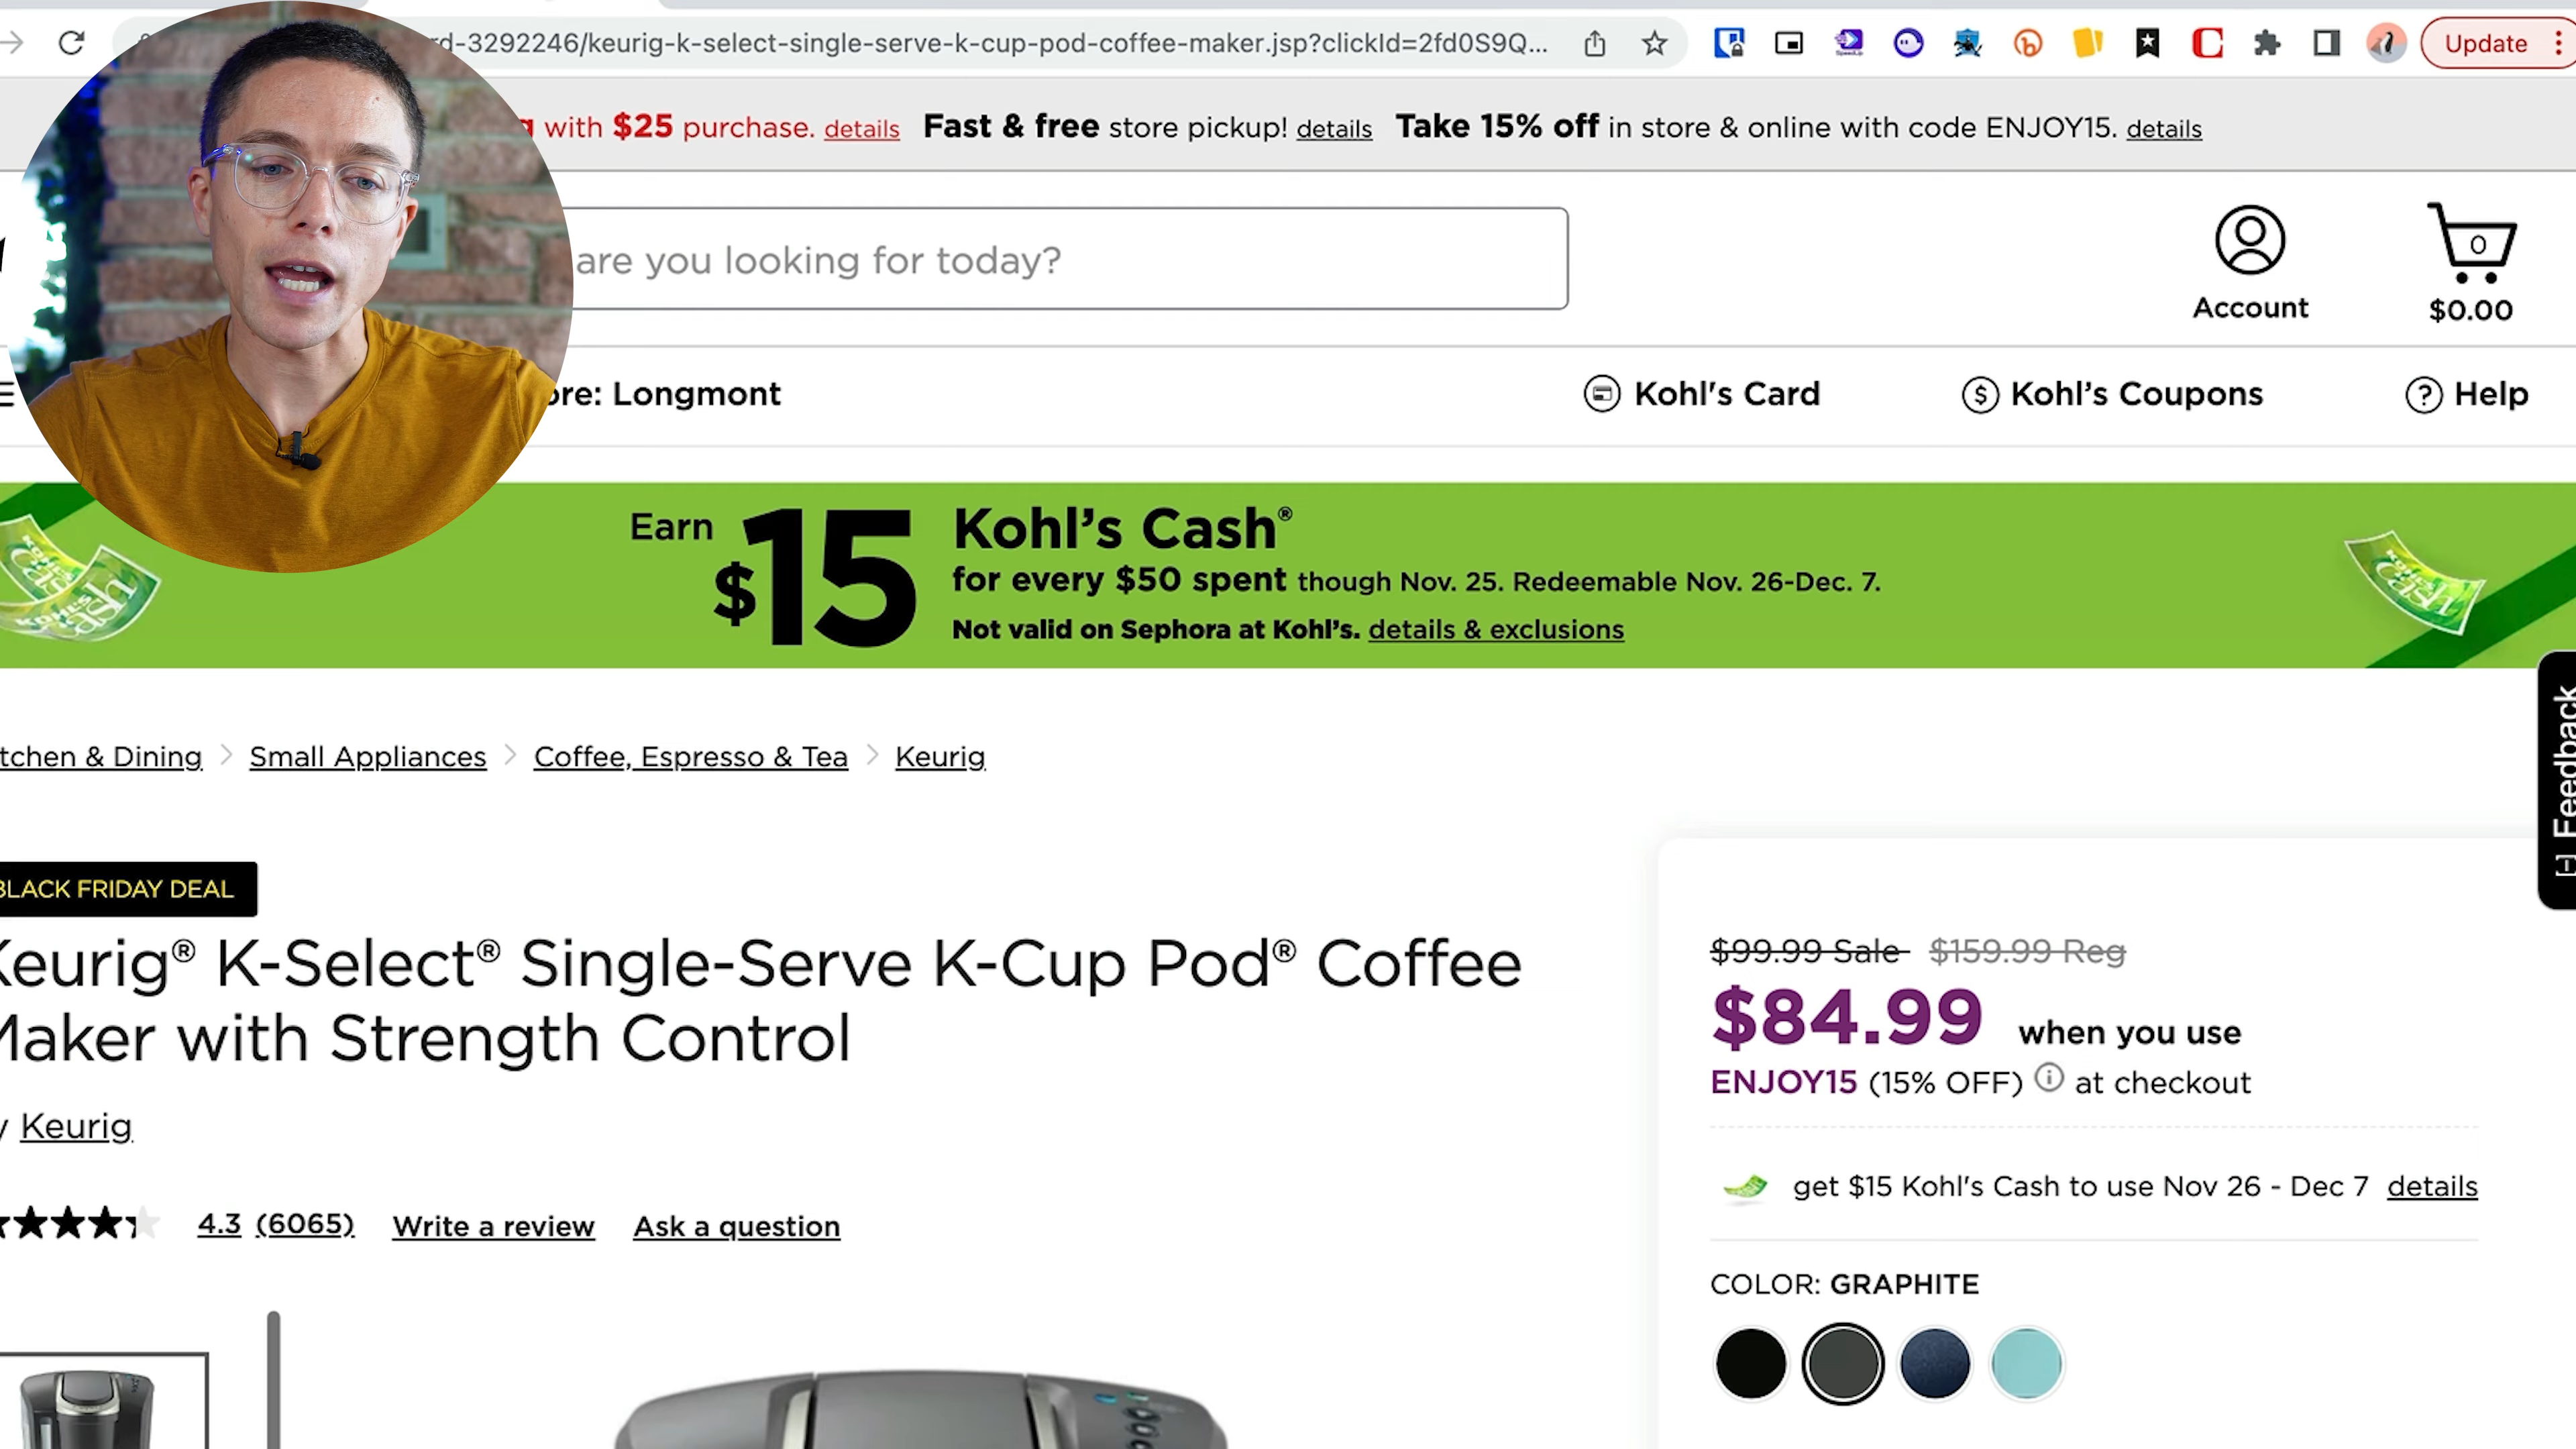 rd-3292246/keurig-k-select-single-serve-k-cup-pod-coffee-maker.jsp?clickId=2fd0S9Q...
Update
with $25 purchase. details Fast & free store pickup! details Take 15% off in store & online with code ENJOY15. details
are you looking for today?
0
Account
$0.00
ore: Longmont
Kohl's Card
Kohl's Coupons
Help
Earn $15 Kohl's Cash®
for every $50 spent though Nov. 25. Redeemable Nov. 26-Dec. 7.
Not valid on Sephora at Kohl's. details & exclusions
Feedback
tchen & Dining > Small Appliances > Coffee, Espresso & Tea > Keurig
BLACK FRIDAY DEAL
Keurig® K-Select® Single-Serve K-Cup Pod® Coffee
Maker with Strength Control
y Keurig
4.3 (6065) Write a review Ask a question
$99.99 Sale $159.99 Reg
$84.99 when you use
ENJOY15 (15% OFF) at checkout
get $15 Kohl's Cash to use Nov 26 - Dec 7 details
COLOR: GRAPHITE